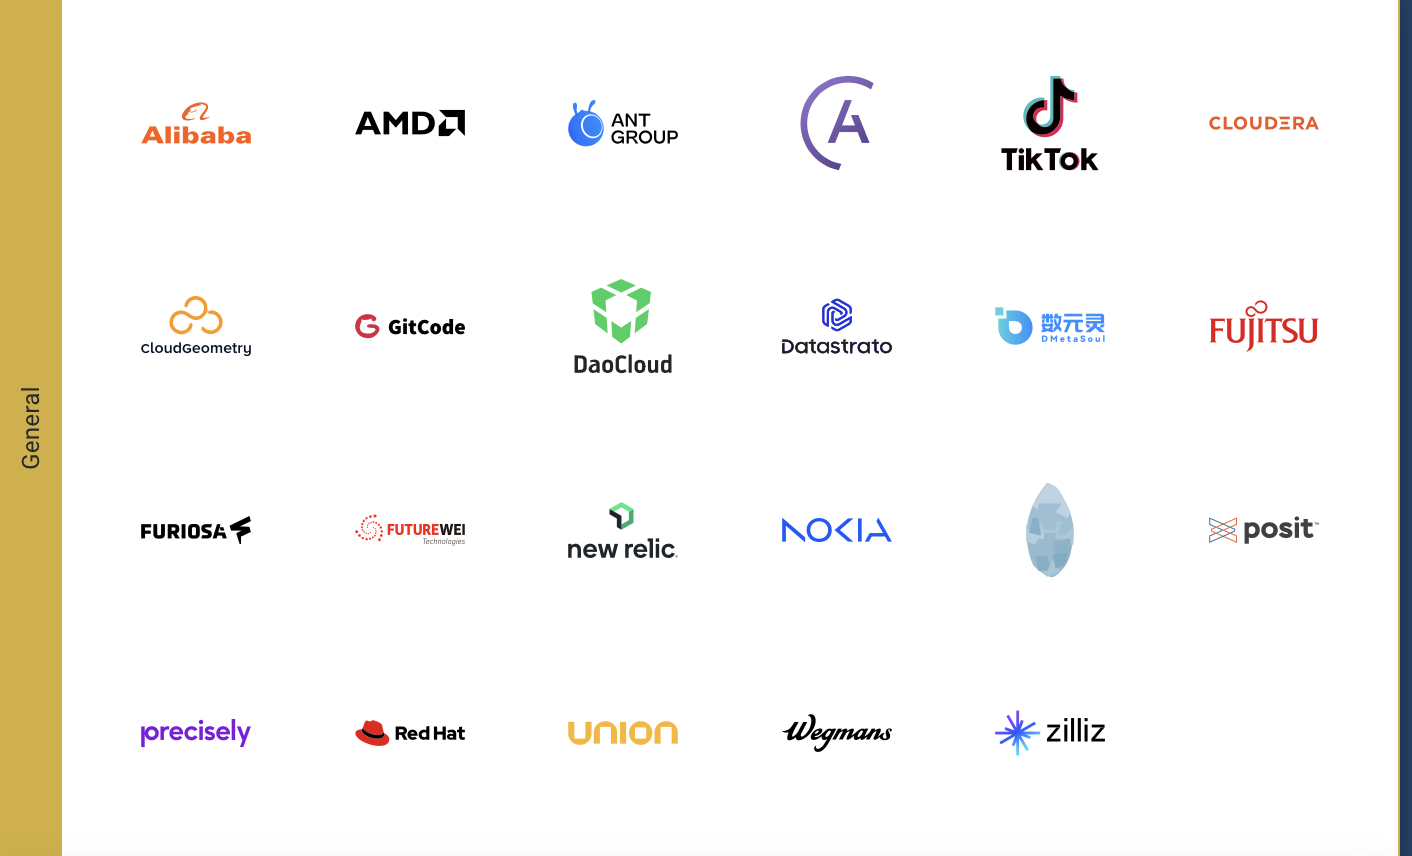 General
Alibaba
AMD
ANT
GROUP
A
TikTok
CLOUDERA
CloudGeometry
GitCode
DaoCloud
Datastrato
数元灵
DMetaSoul
FUJITSU
FURIOSA
FUTUREWEI
Technologies
new relic.
NOKIA
posit™
precisely
Red Hat
union
Wegmans
zilliz